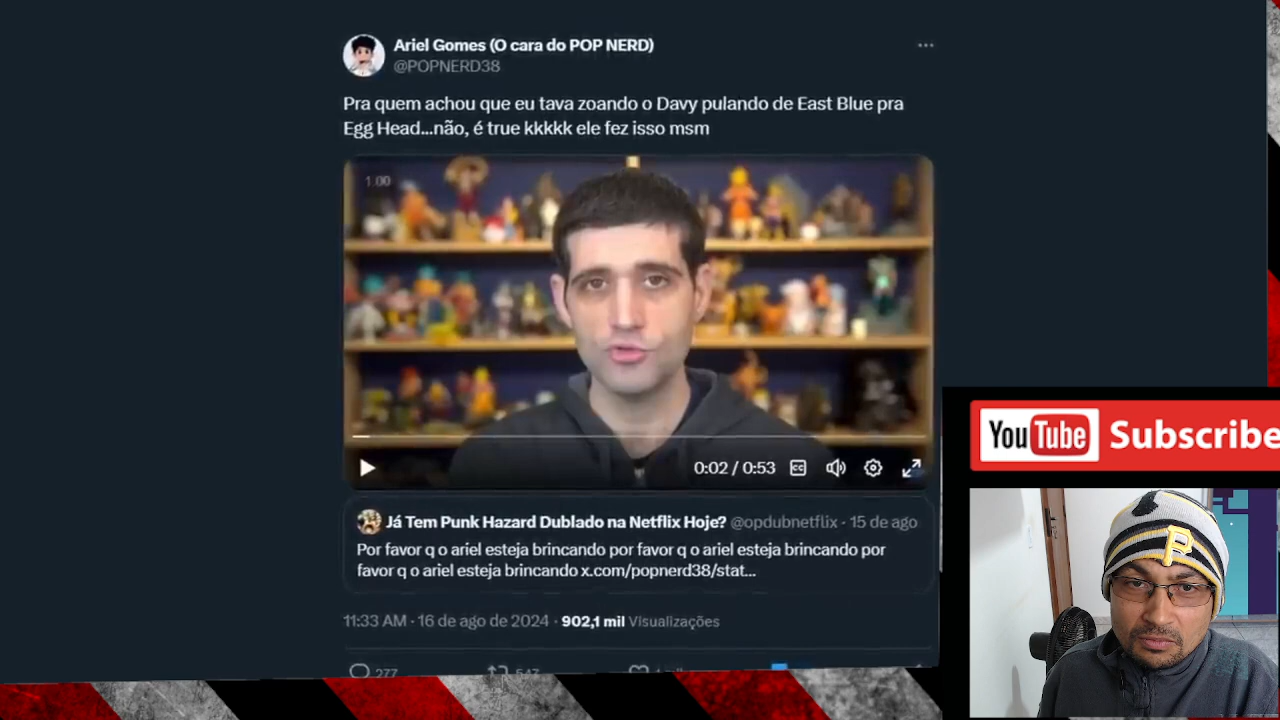 Ariel Gomes (O cara do POP NERD)
@POPNERD38
Pra quem achou que eu tava zoando o Davy pulando de East Blue pra
Egg Head...não, é true kkkkk ele fez isso msm
1.00
0:02 / 0:53
CC
Já Tem Punk Hazard Dublado na Netflix Hoje? @opdubnetflix · 15 de ago
Por favor q o ariel esteja brincando por favor q o ariel esteja brincando por
favor q o ariel esteja brincando x.com/popnerd38/stat...
11:33 AM · 16 de ago de 2024 · 902,1 mil Visualizações
277
547
YouTube Subscribe
P